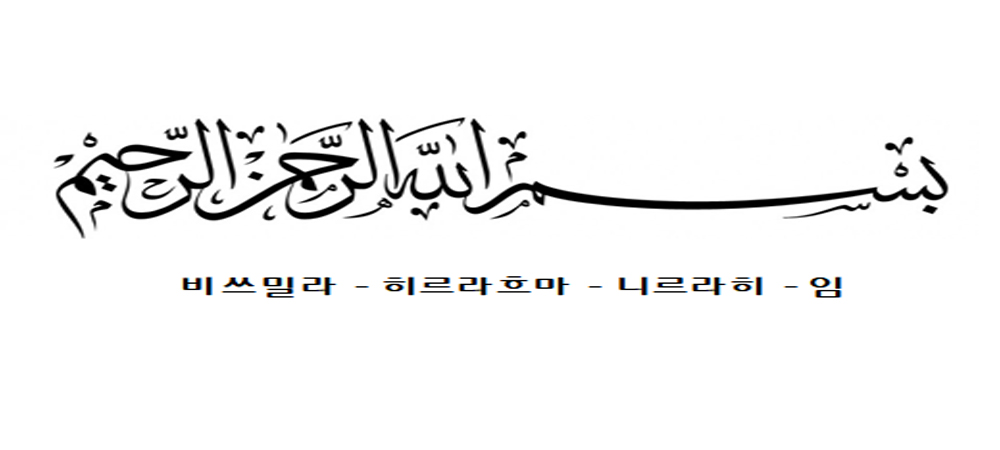 بسم الله الرحمن الرحيم
비쓰밀라 - 히르라흐마 - 니르라히 - 임